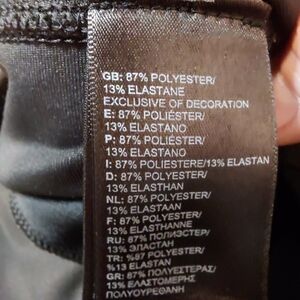 GB: 87% POLYESTER/
13% ELASTANE
EXCLUSIVE OF DECORATION
E: 87% POLIÉSTER/
13% ELASTANO
P: 87% POLIÉSTER/
13% ELASTANO
I: 87% POLIESTERE/13% ELASTAN
D: 87% POLYESTER/
13% ELASTHAN
NL: 87% POLYESTER/
13% ELASTAAN
F: 87% POLYESTER/
13% ELASTHANNE
RU: 87% ПОЛИЭСТЕР/
13% ЭЛАСТАН
TR: %87 POLYESTER/
%13 ELASTAN
GR: 87% ΠΟΛΥΕΣΤΕΡΑΣ/
13% ΕΛΑΣΤΟΜΕΡΗΣ
ΠΟΛΥΟΥΡΕΘΑΝΗ